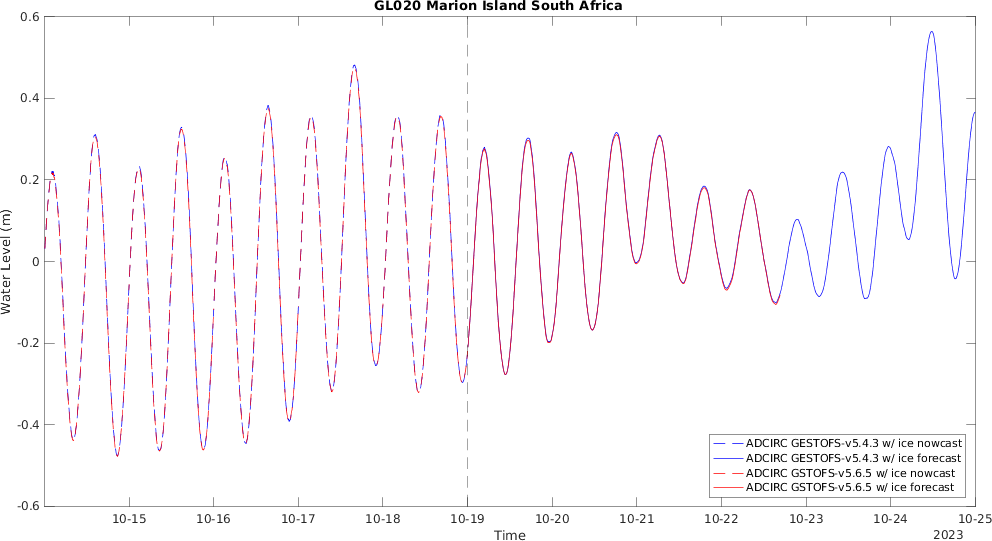 GL020 Marion Island South Africa
0.6
0.4
0.2
0
-0.2
-0.4
-0.6
Water Level (m)
10-15 10-16 10-17 10-18 10-19 10-20 10-21 10-22 10-23 10-24 10-25
Time
2023
ADCIRC GESTOFS-v5.4.3 w/ ice nowcast
ADCIRC GESTOFS-v5.4.3 w/ ice forecast
ADCIRC GSTOFS-v5.6.5 w/ ice nowcast
ADCIRC GSTOFS-v5.6.5 w/ ice forecast